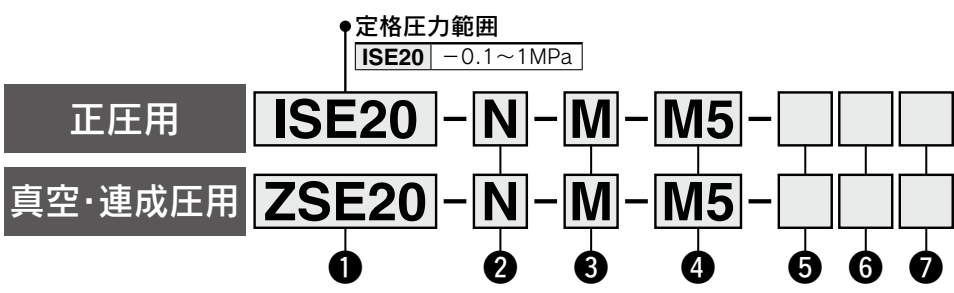 定格圧力範囲
ISE20 －0.1～1MPa
正圧用 ISE20－N－M－M5－
真空・連成圧用 ZSE20－N－M－M5－
❶ ❷ ❸ ❹ ❺ ❻ ❼